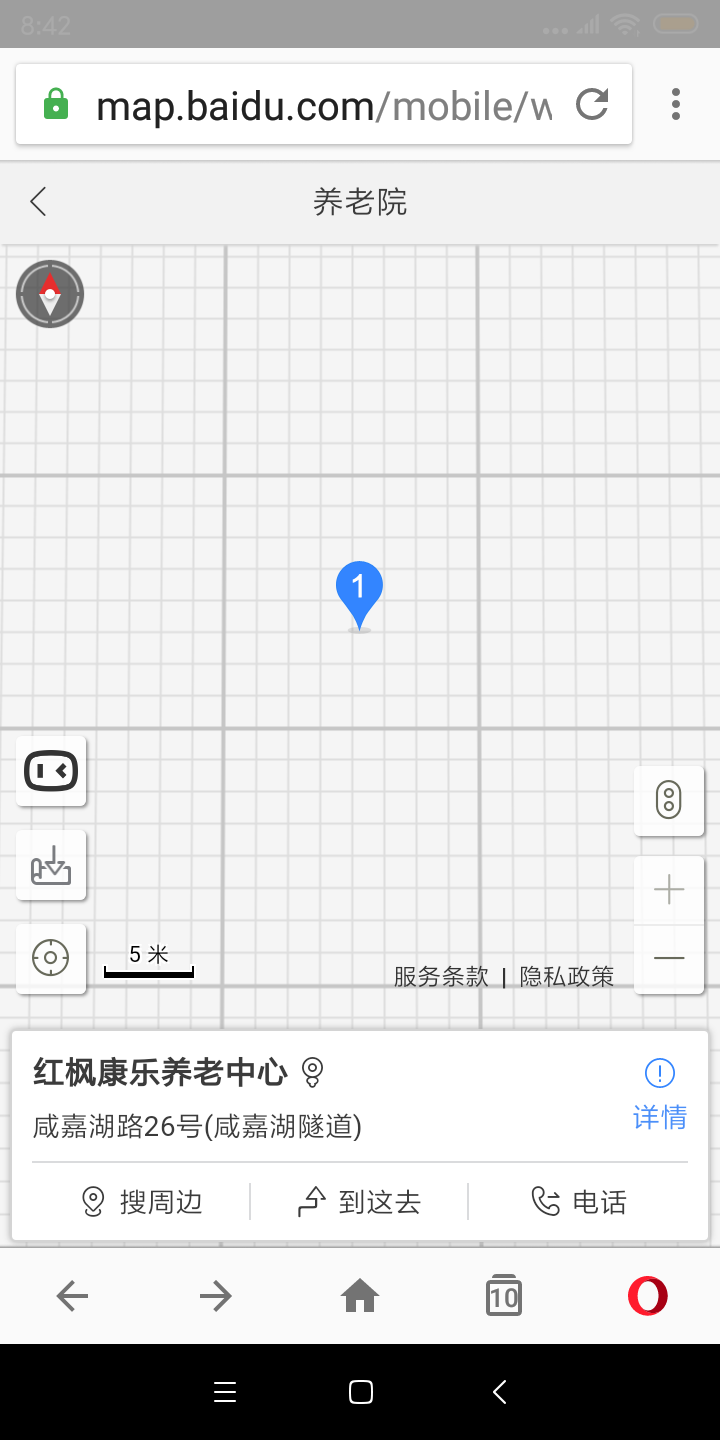 8:42
map.baidu.com/mobile/w
养老院
1
5 米
服务条款 | 隐私政策
红枫康乐养老中心
咸嘉湖路26号(咸嘉湖隧道)
详情
搜周边
到这去
电话
10